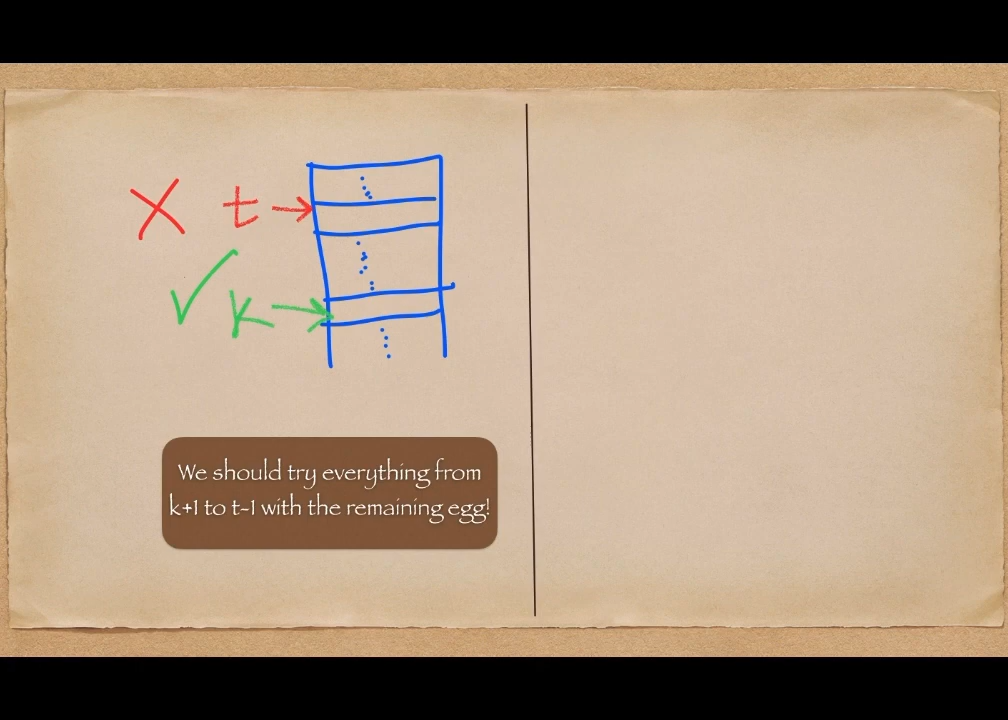 t
k
We should try everything from
k+1 to t-1 with the remaining egg!